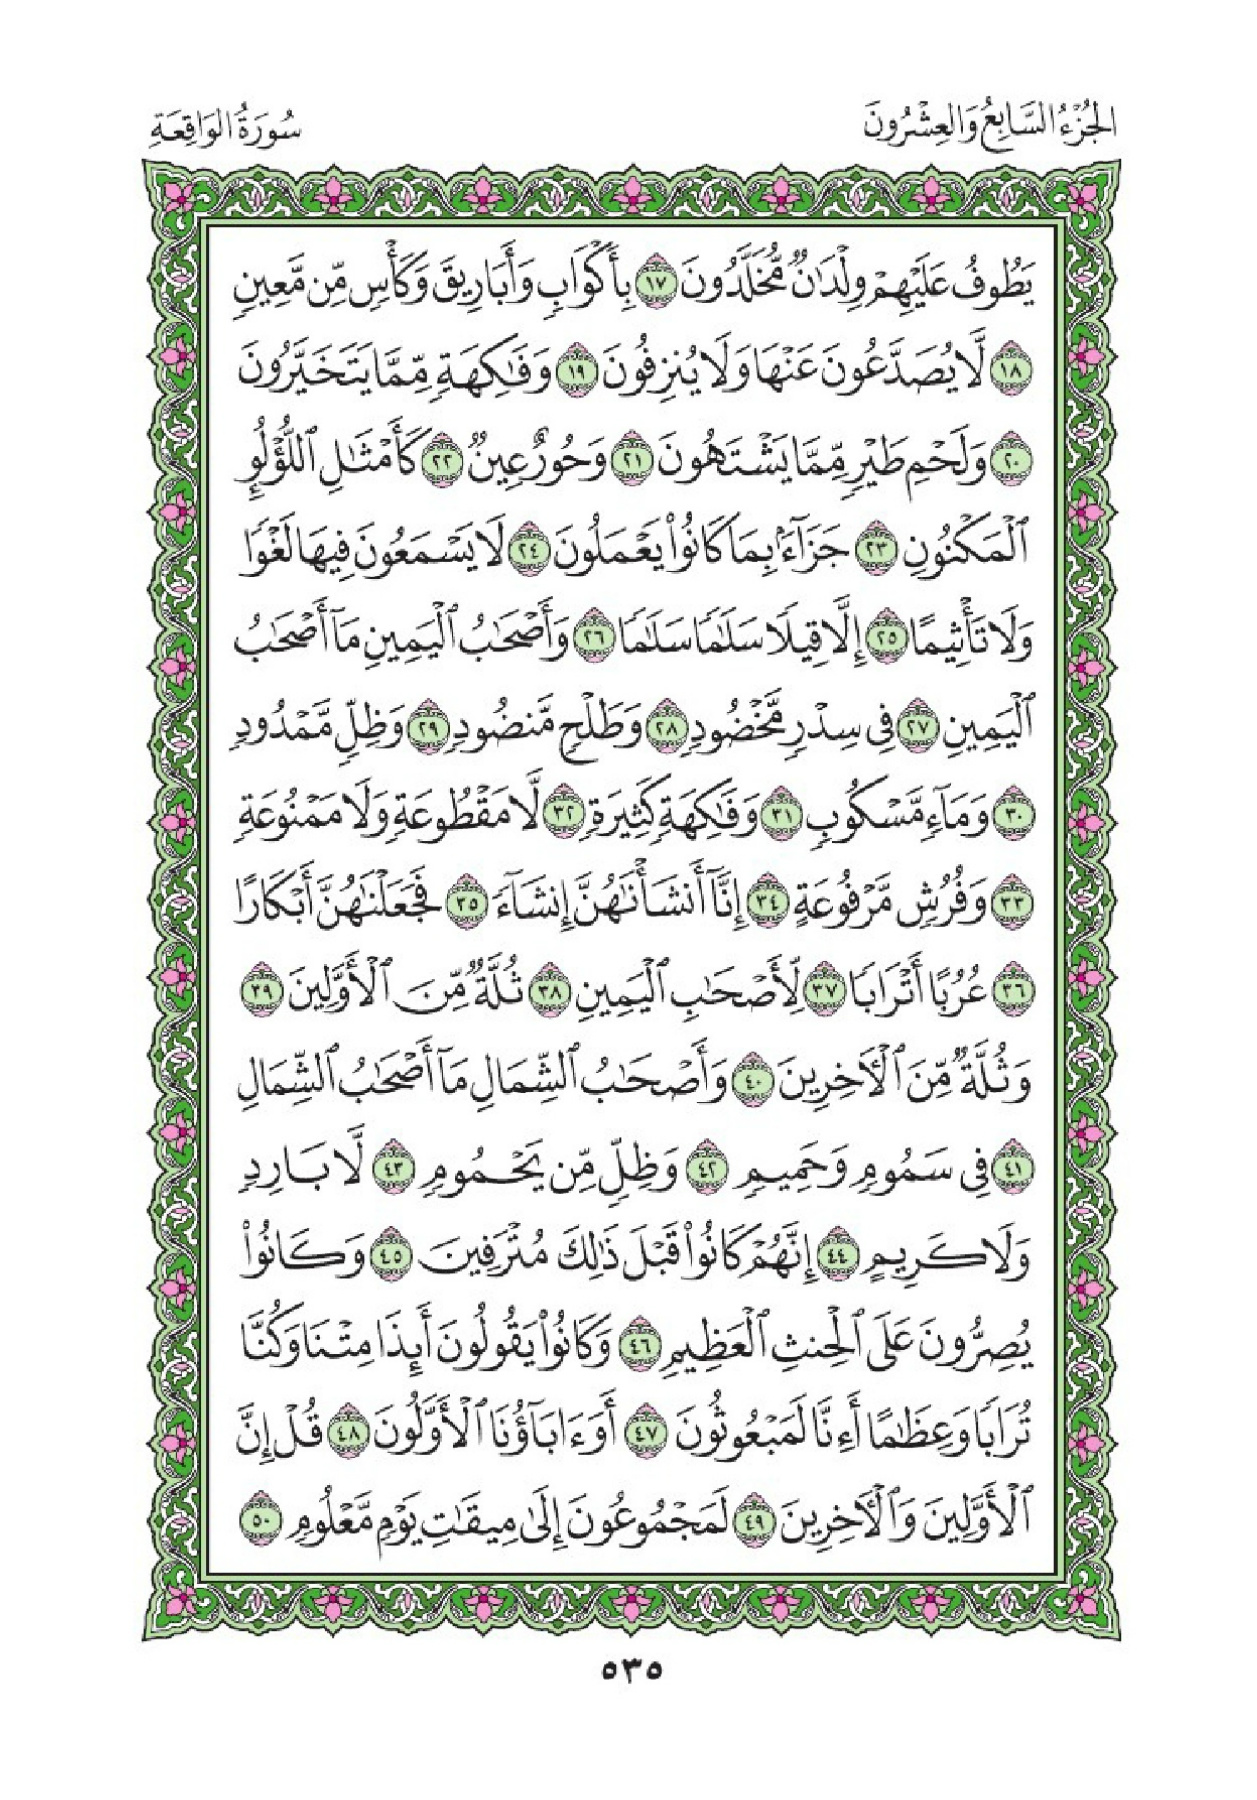 الجُزْءُ السَّابِعُ وَالعِشْرُونَ
سُورَةُ الوَاقِعَةِ
يَطُوفُ عَلَيْهِمْ وِلْدَٰنٌ مُّخَلَّدُونَ ١٧ بِأَكْوَابٍ وَأَبَارِيقَ وَكَأْسٍ مِّن مَّعِينٍ
١٨ لَّا يُصَدَّعُونَ عَنْهَا وَلَا يُنزِفُونَ ١٩ وَفَٰكِهَةٍ مِّمَّا يَتَخَيَّرُونَ
٢٠ وَلَحْمِ طَيْرٍ مِّمَّا يَشْتَهُونَ ٢١ وَحُورٌ عِينٌ ٢٢ كَأَمْثَٰلِ ٱللُّؤْلُؤِ
ٱلْمَكْنُونِ ٢٣ جَزَآءًۢ بِمَا كَانُوا۟ يَعْمَلُونَ ٢٤ لَا يَسْمَعُونَ فِيهَا لَغْوًا
وَلَا تَأْثِيمًا ٢٥ إِلَّا قِيلًا سَلَٰمًا سَلَٰمًا ٢٦ وَأَصْحَٰبُ ٱلْيَمِينِ مَآ أَصْحَٰبُ
ٱلْيَمِينِ ٢٧ فِى سِدْرٍ مَّخْضُودٍ ٢٨ وَطَلْحٍ مَّنضُودٍ ٢٩ وَظِلٍّ مَّمْدُودٍ
٣٠ وَمَآءٍ مَّسْكُوبٍ ٣١ وَفَٰكِهَةٍ كَثِيرَةٍ ٣٢ لَّا مَقْطُوعَةٍ وَلَا مَمْنُوعَةٍ
٣٣ وَفُرُشٍ مَّرْفُوعَةٍ ٣٤ إِنَّآ أَنشَأْنَٰهُنَّ إِنشَآءً ٣٥ فَجَعَلْنَٰهُنَّ أَبْكَارًا
٣٦ عُرُبًا أَتْرَابًا ٣٧ لِّأَصْحَٰبِ ٱلْيَمِينِ ٣٨ ثُلَّةٌ مِّنَ ٱلْأَوَّلِينَ ٣٩
وَثُلَّةٌ مِّنَ ٱلْءَاخِرِينَ ٤٠ وَأَصْحَٰبُ ٱلشِّمَالِ مَآ أَصْحَٰبُ ٱلشِّمَالِ
٤١ فِى سَمُومٍ وَحَمِيمٍ ٤٢ وَظِلٍّ مِّن يَحْمُومٍ ٤٣ لَّا بَارِدٍ
وَلَا كَرِيمٍ ٤٤ إِنَّهُمْ كَانُوا۟ قَبْلَ ذَٰلِكَ مُتْرَفِينَ ٤٥ وَكَانُوا۟
يُصِرُّونَ عَلَى ٱلْحِنثِ ٱلْعَظِيمِ ٤٦ وَكَانُوا۟ يَقُولُونَ أَئِذَا مِتْنَا وَكُنَّا
تُرَابًا وَعِظَٰمًا أَءِنَّا لَمَبْعُوثُونَ ٤٧ أَوَءَابَآؤُنَا ٱلْأَوَّلُونَ ٤٨ قُلْ إِنَّ
ٱلْأَوَّلِينَ وَٱلْءَاخِرِينَ ٤٩ لَمَجْمُوعُونَ إِلَىٰ مِيقَٰتِ يَوْمٍ مَّعْلُومٍ ٥٠
٥٣٥